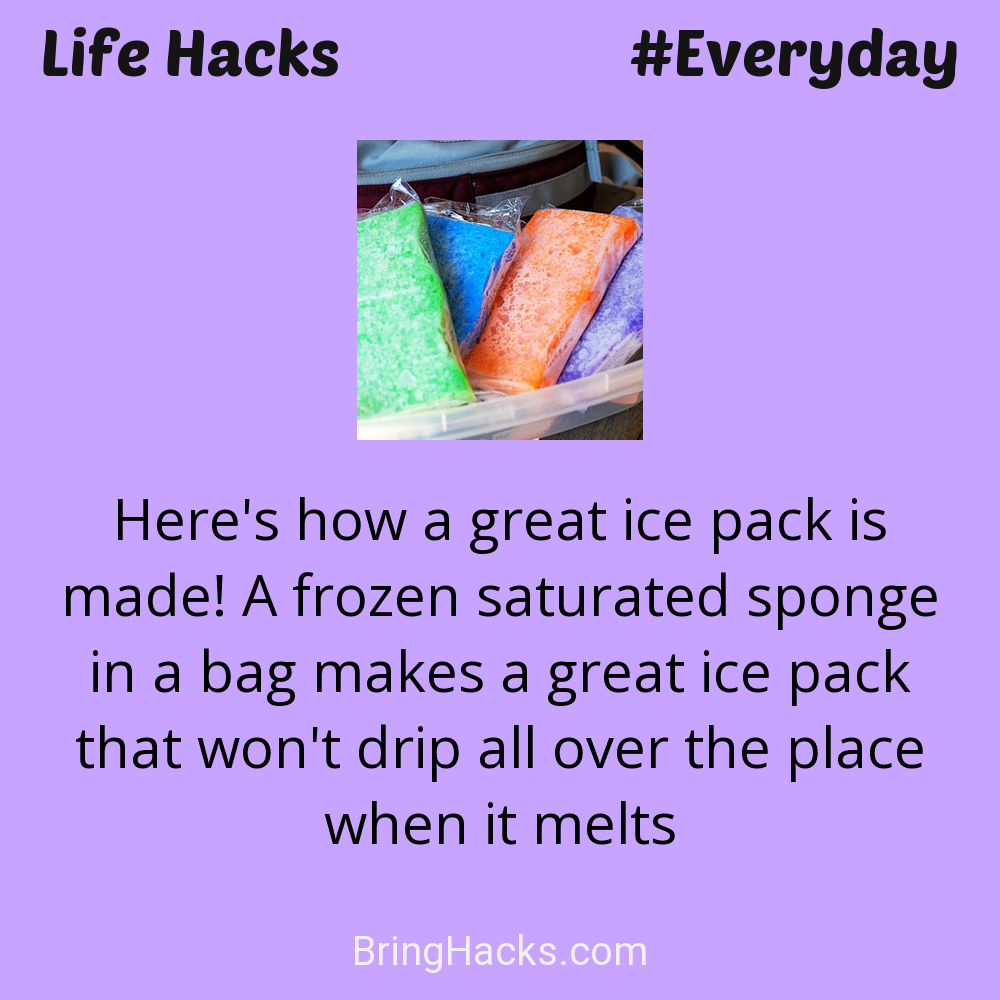 Life Hacks #Everyday
Here's how a great ice pack is
made! A frozen saturated sponge
in a bag makes a great ice pack
that won't drip all over the place
when it melts
BringHacks.com